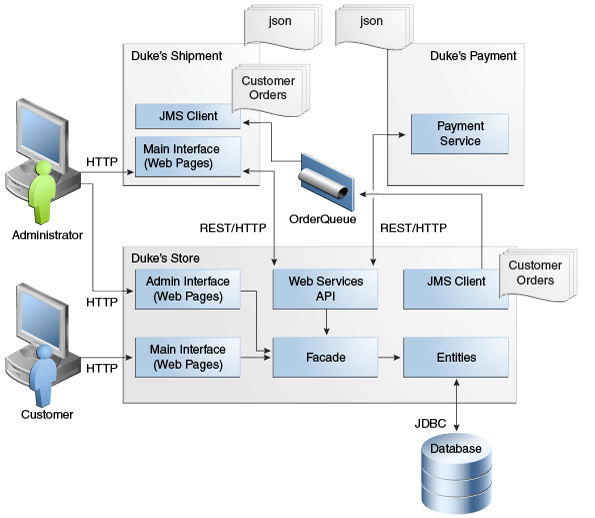 json
json
Duke's Shipment
Duke's Payment
Customer
Orders
JMS Client
Payment
Service
Main Interface
(Web Pages)
HTTP
OrderQueue
Administrator
REST/HTTP
REST/HTTP
Duke's Store
Customer
Orders
Admin Interface
(Web Pages)
Web Services
API
JMS Client
HTTP
Main Interface
(Web Pages)
Facade
Entities
HTTP
Customer
JDBC
Database